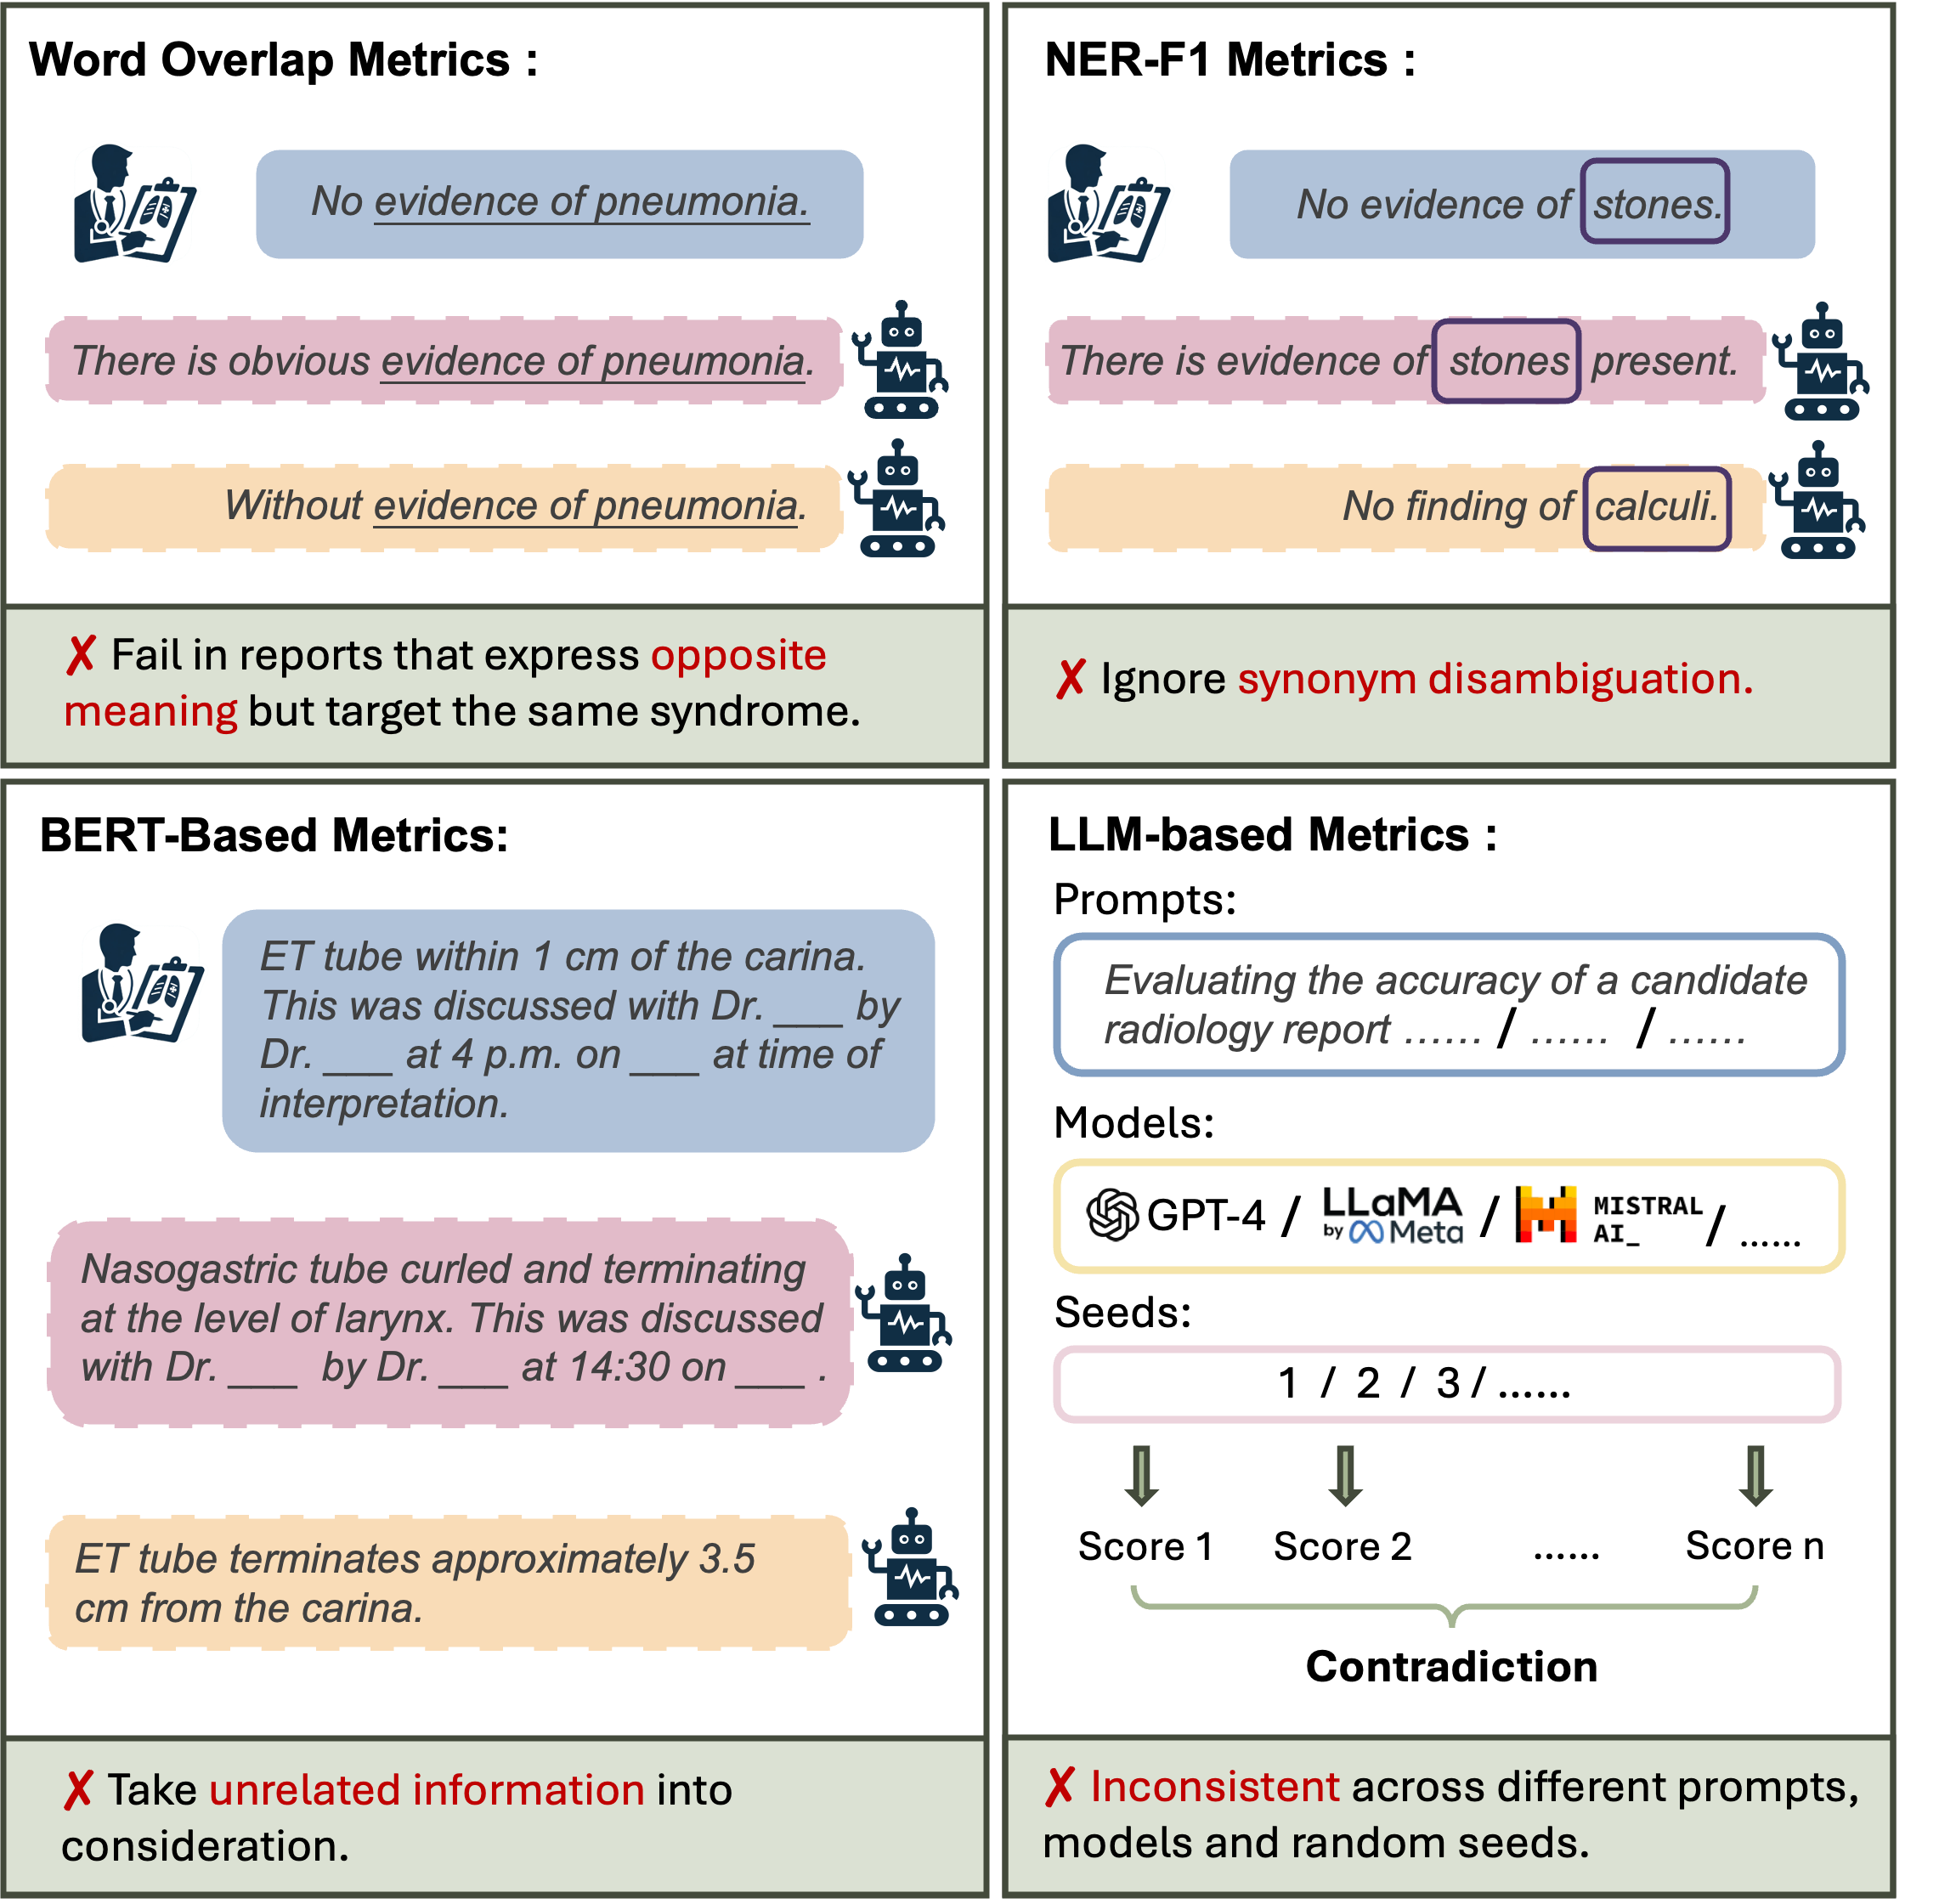 Word Overlap Metrics :
No evidence of pneumonia.
There is obvious evidence of pneumonia.
Without evidence of pneumonia.
✗ Fail in reports that express opposite
meaning but target the same syndrome.
NER-F1 Metrics :
No evidence of stones.
There is evidence of stones present.
No finding of calculi.
✗ Ignore synonym disambiguation.
BERT-Based Metrics:
ET tube within 1 cm of the carina.
This was discussed with Dr. ___ by
Dr. ___ at 4 p.m. on ___ at time of
interpretation.
Nasogastric tube curled and terminating
at the level of larynx. This was discussed
with Dr. ___ by Dr. ___ at 14:30 on ___ .
ET tube terminates approximately 3.5
cm from the carina.
✗ Take unrelated information into
consideration.
LLM-based Metrics :
Prompts:
Evaluating the accuracy of a candidate
radiology report ...... / ...... / ......
Models:
GPT-4 / LLaMA by Meta / MISTRAL AI_ / ......
Seeds:
1 / 2 / 3 / ......
Score 1 Score 2 ...... Score n
Contradiction
✗ Inconsistent across different prompts,
models and random seeds.